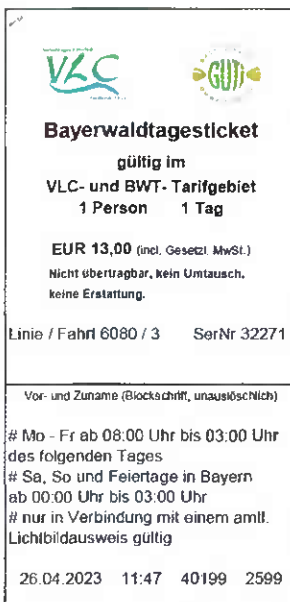 VLC
GUTi
Bayerwaldtagesticket
gültig im
VLC- und BWT- Tarifgebiet
1 Person 1 Tag
EUR 13,00 (incl. Gesetzl. MwSt.)
Nicht übertragbar, kein Umtausch,
keine Erstattung.
Linie / Fahrt 6080 / 3 SerNr 32271
Vor- und Zuname (Blockschrift, unauslöschlich)
# Mo - Fr ab 08:00 Uhr bis 03:00 Uhr
des folgenden Tages
# Sa, So und Feiertage in Bayern
ab 00:00 Uhr bis 03:00 Uhr
# nur in Verbindung mit einem amtl.
Lichtbildausweis gültig
26.04.2023 11:47 40199 2599